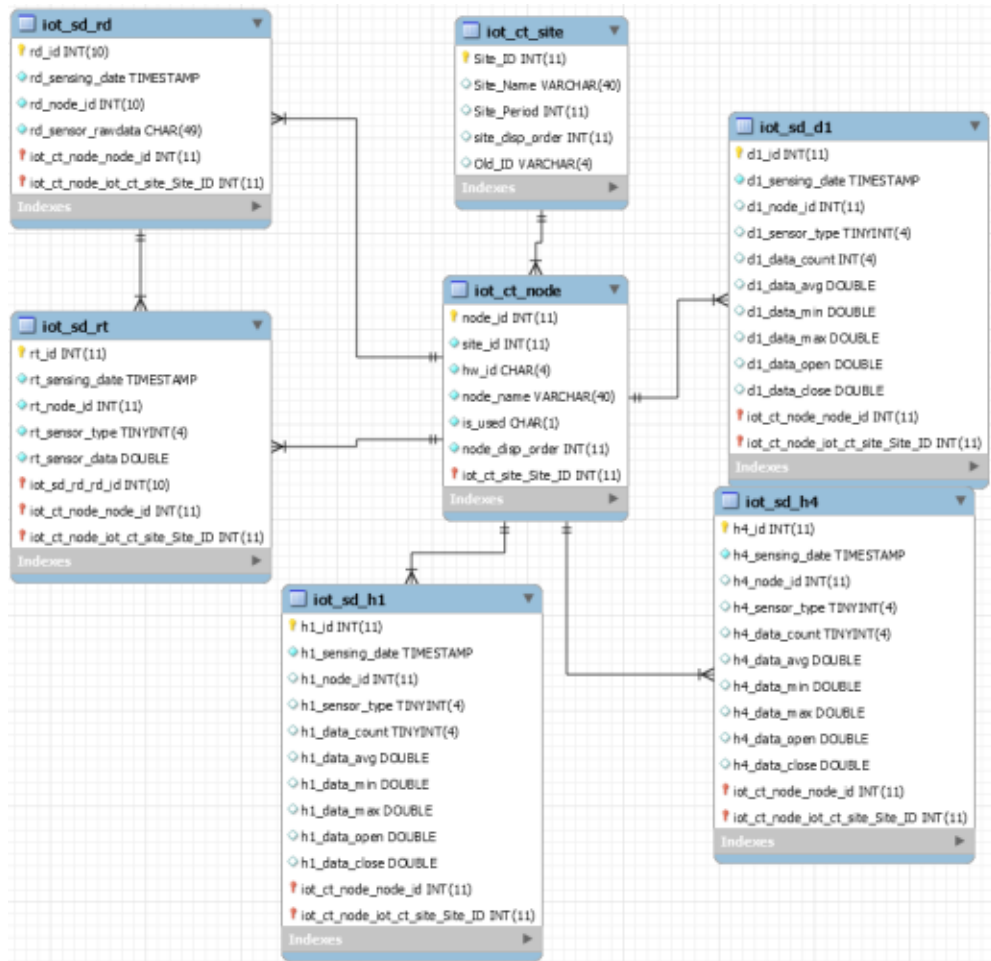 iot_sd_rd
rd_id INT(10)
rd_sensing_date TIMESTAMP
rd_node_id INT(10)
rd_sensor_rawdata CHAR(49)
iot_ct_node_node_id INT(11)
iot_ct_node_iot_ct_site_Site_ID INT(11)
Indexes
iot_ct_site
Site_ID INT(11)
Site_Name VARCHAR(40)
Site_Period INT(11)
site_disp_order INT(11)
Old_ID VARCHAR(4)
Indexes
iot_sd_d1
d1_id INT(11)
d1_sensing_date TIMESTAMP
d1_node_id INT(11)
d1_sensor_type TINYINT(4)
d1_data_count INT(4)
d1_data_avg DOUBLE
d1_data_min DOUBLE
d1_data_max DOUBLE
d1_data_open DOUBLE
d1_data_close DOUBLE
iot_ct_node_node_id INT(11)
iot_ct_node_iot_ct_site_Site_ID INT(11)
Indexes
iot_sd_rt
rt_id INT(11)
rt_sensing_date TIMESTAMP
rt_node_id INT(11)
rt_sensor_type TINYINT(4)
rt_sensor_data DOUBLE
iot_sd_rd_rd_id INT(10)
iot_ct_node_node_id INT(11)
iot_ct_node_iot_ct_site_Site_ID INT(11)
Indexes
iot_ct_node
node_id INT(11)
site_id INT(11)
hw_id CHAR(4)
node_name VARCHAR(40)
is_used CHAR(1)
node_disp_order INT(11)
iot_ct_site_Site_ID INT(11)
Indexes
iot_sd_h4
h4_id INT(11)
h4_sensing_date TIMESTAMP
h4_node_id INT(11)
h4_sensor_type TINYINT(4)
h4_data_count TINYINT(4)
h4_data_avg DOUBLE
h4_data_min DOUBLE
h4_data_max DOUBLE
h4_data_open DOUBLE
h4_data_close DOUBLE
iot_ct_node_node_id INT(11)
iot_ct_node_iot_ct_site_Site_ID INT(11)
Indexes
iot_sd_h1
h1_id INT(11)
h1_sensing_date TIMESTAMP
h1_node_id INT(11)
h1_sensor_type TINYINT(4)
h1_data_count TINYINT(4)
h1_data_avg DOUBLE
h1_data_min DOUBLE
h1_data_max DOUBLE
h1_data_open DOUBLE
h1_data_close DOUBLE
iot_ct_node_node_id INT(11)
iot_ct_node_iot_ct_site_Site_ID INT(11)
Indexes